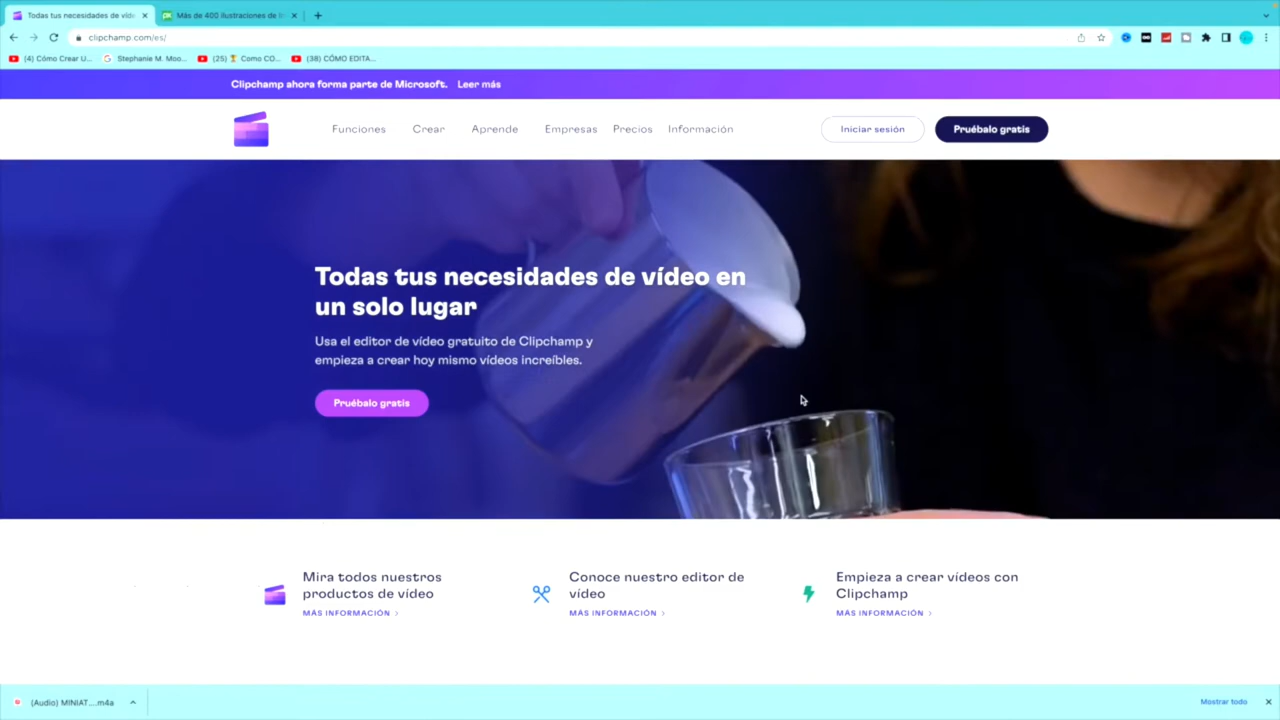 Todas tus necesidades de víde
Más de 400 ilustraciones de
clipchamp.com/es/
(4) Cómo Crear U...
Stephanie M. Moo...
(25) Como CO...
(38) CÓMO EDITA...
Clipchamp ahora forma parte de Microsoft. Leer más
Funciones Crear Aprende Empresas Precios Información
Iniciar sesión
Pruébalo gratis
Todas tus necesidades de vídeo en
un solo lugar
Usa el editor de vídeo gratuito de Clipchamp y
empieza a crear hoy mismo vídeos increíbles.
Pruébalo gratis
Mira todos nuestros
productos de vídeo
MÁS INFORMACIÓN
Conoce nuestro editor de
vídeo
MÁS INFORMACIÓN
Empieza a crear vídeos con
Clipchamp
MÁS INFORMACIÓN
(Audio) MINIAT....m4a
Mostrar todo